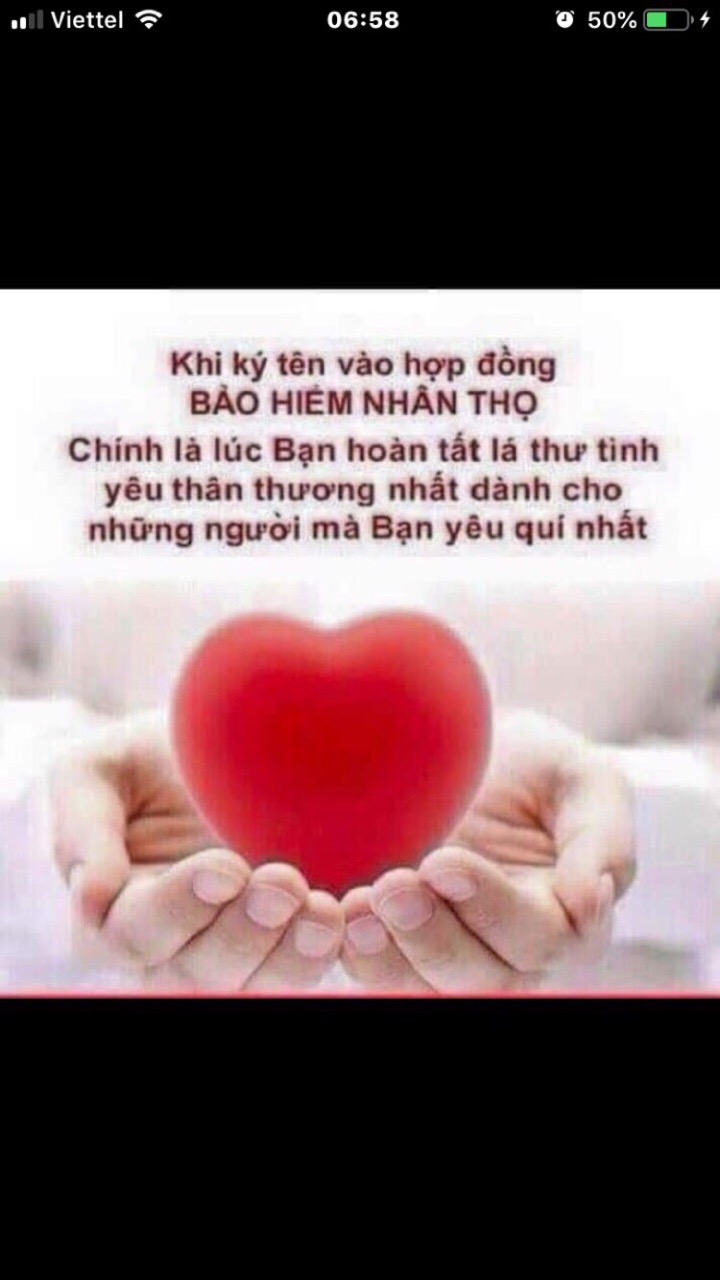 Viettel
06:58
50%
Khi ký tên vào hợp đồng
BẢO HIỂM NHÂN THỌ
Chính là lúc Bạn hoàn tất lá thư tình
yêu thân thương nhất dành cho
những người mà Bạn yêu quí nhất